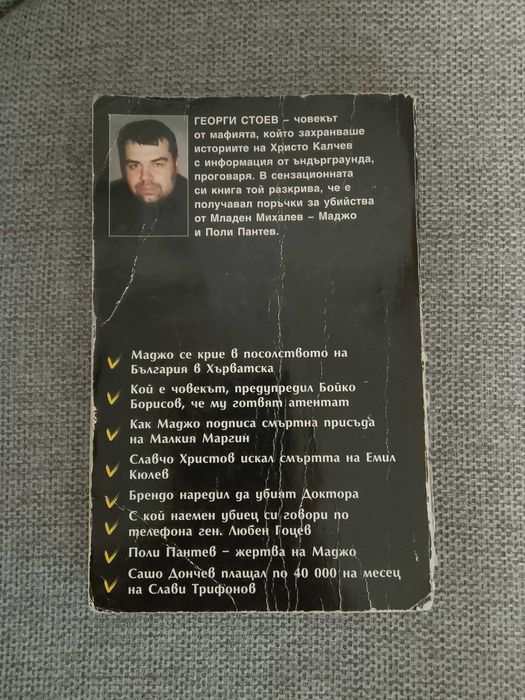 ГЕОРГИ СТОЕВ – човекът
от мафията, който захранваше
историите на Христо Калчев
с информация от ъндърграунда,
проговаря. В сензационната
си книга той разкрива, че е
получавал поръчки за убийства
от Младен Михалев – Маджо
и Поли Пантев.
Маджо се крие в посолството на
България в Хърватска
Кой е човекът, предупредил Бойко
Борисов, че му готвят атентат
Как Маджо подписа смъртна присъда
на Малкия Маргин
Славчо Христов искал смъртта на Емил
Кюлев
Брендо наредил да убият Доктора
С кой наемен убиец си говори по
телефона ген. Любен Гоцев
Поли Пантев – жертва на Маджо
Сашо Дончев плащал по 40 000 на месец
на Слави Трифонов